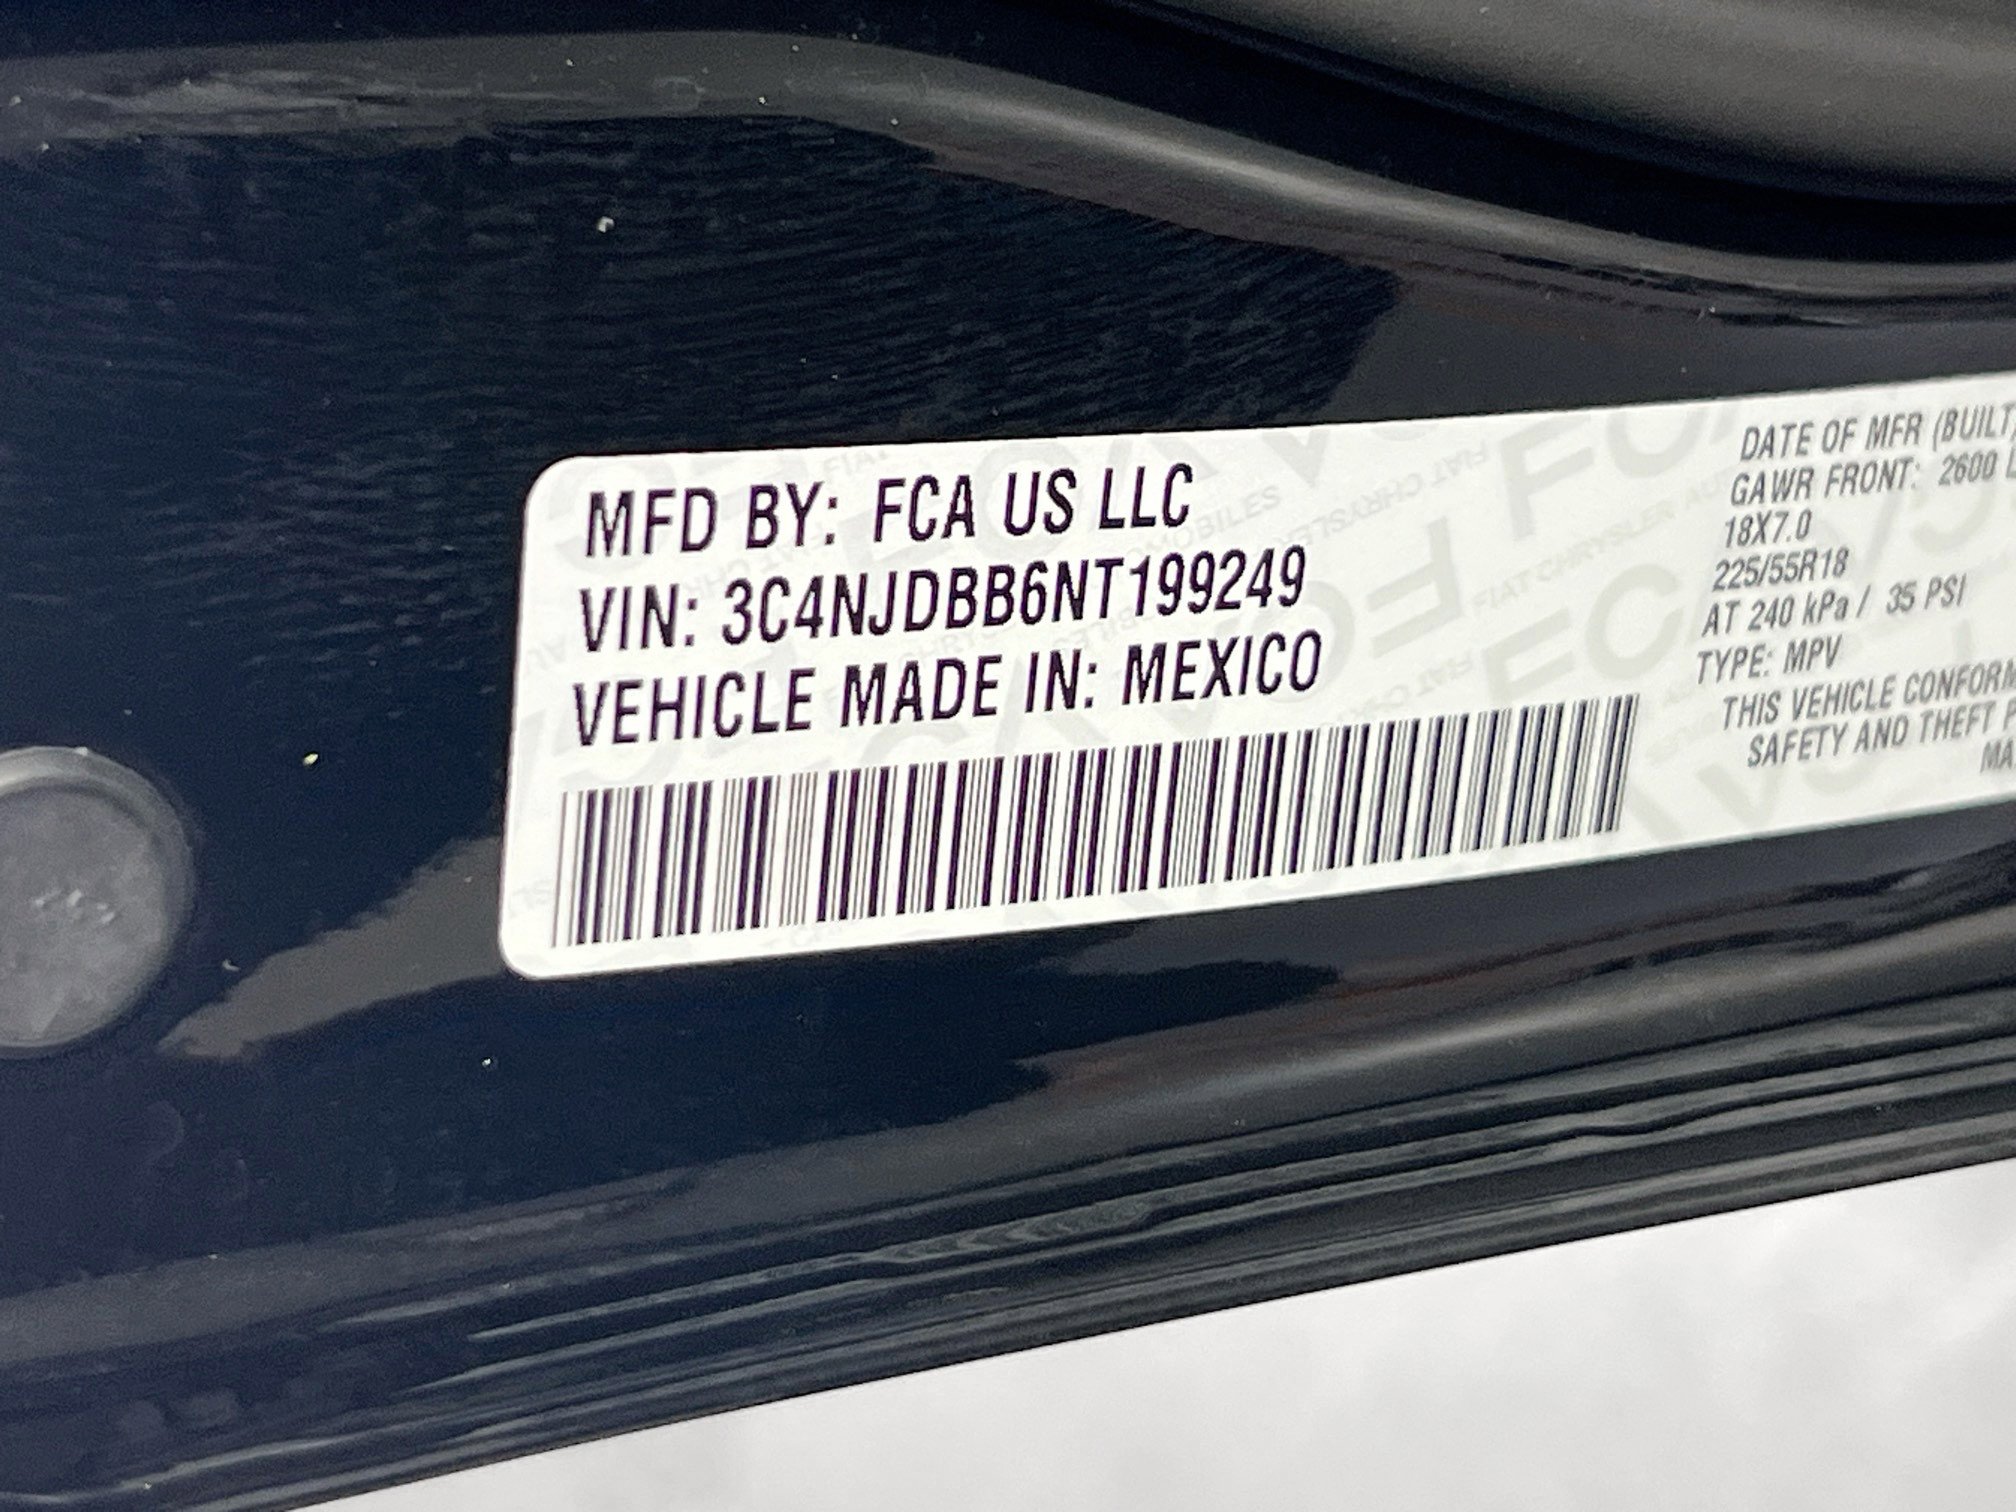 MFD BY: FCA US LLC
VIN: 3C4NJDBB6NT199249
VEHICLE MADE IN: MEXICO
DATE OF MFR (BUILT)
GAWR FRONT: 2600
18X7.0
225/55R18
AT 240 kPa / 35 PSI
TYPE: MPV
THIS VEHICLE CONFORM
SAFETY AND THEFT P
MA